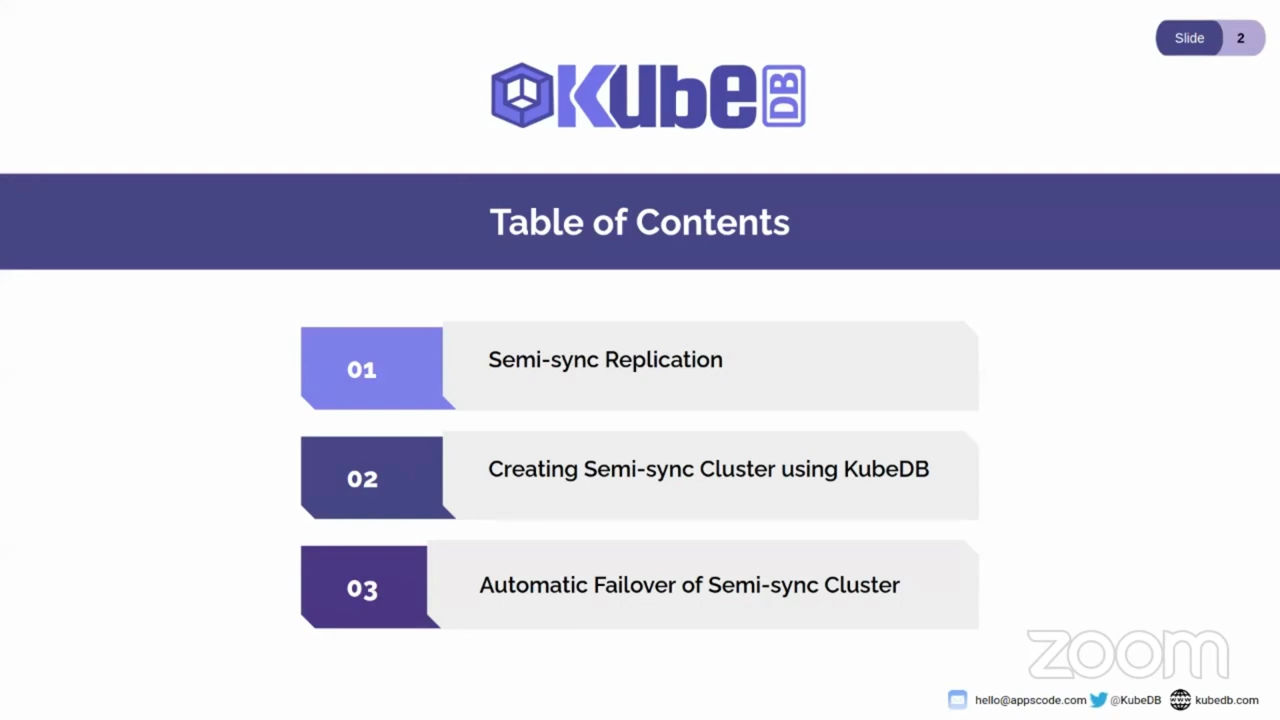 Slide 2
KubeDB
Table of Contents
01 Semi-sync Replication
02 Creating Semi-sync Cluster using KubeDB
03 Automatic Failover of Semi-sync Cluster
zoom
hello@appscode.com @KubeDB kubedb.com